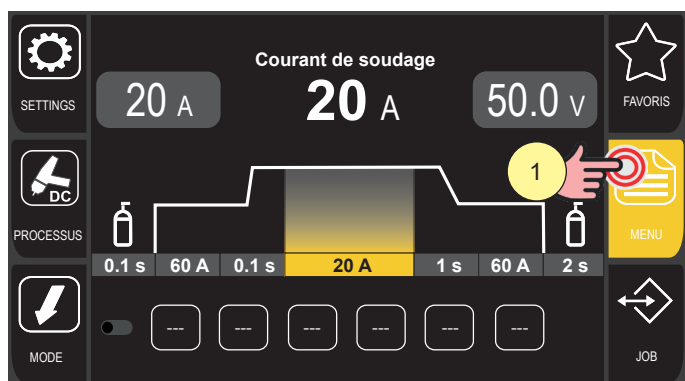 SETTINGS
PROCESSUS
DC
MODE
Courant de soudage
20 A
20 A
50.0 V
0.1 s 60 A 0.1 s 20 A 1 s 60 A 2 s
--- --- --- --- --- ---
FAVORIS
1
MENU
JOB